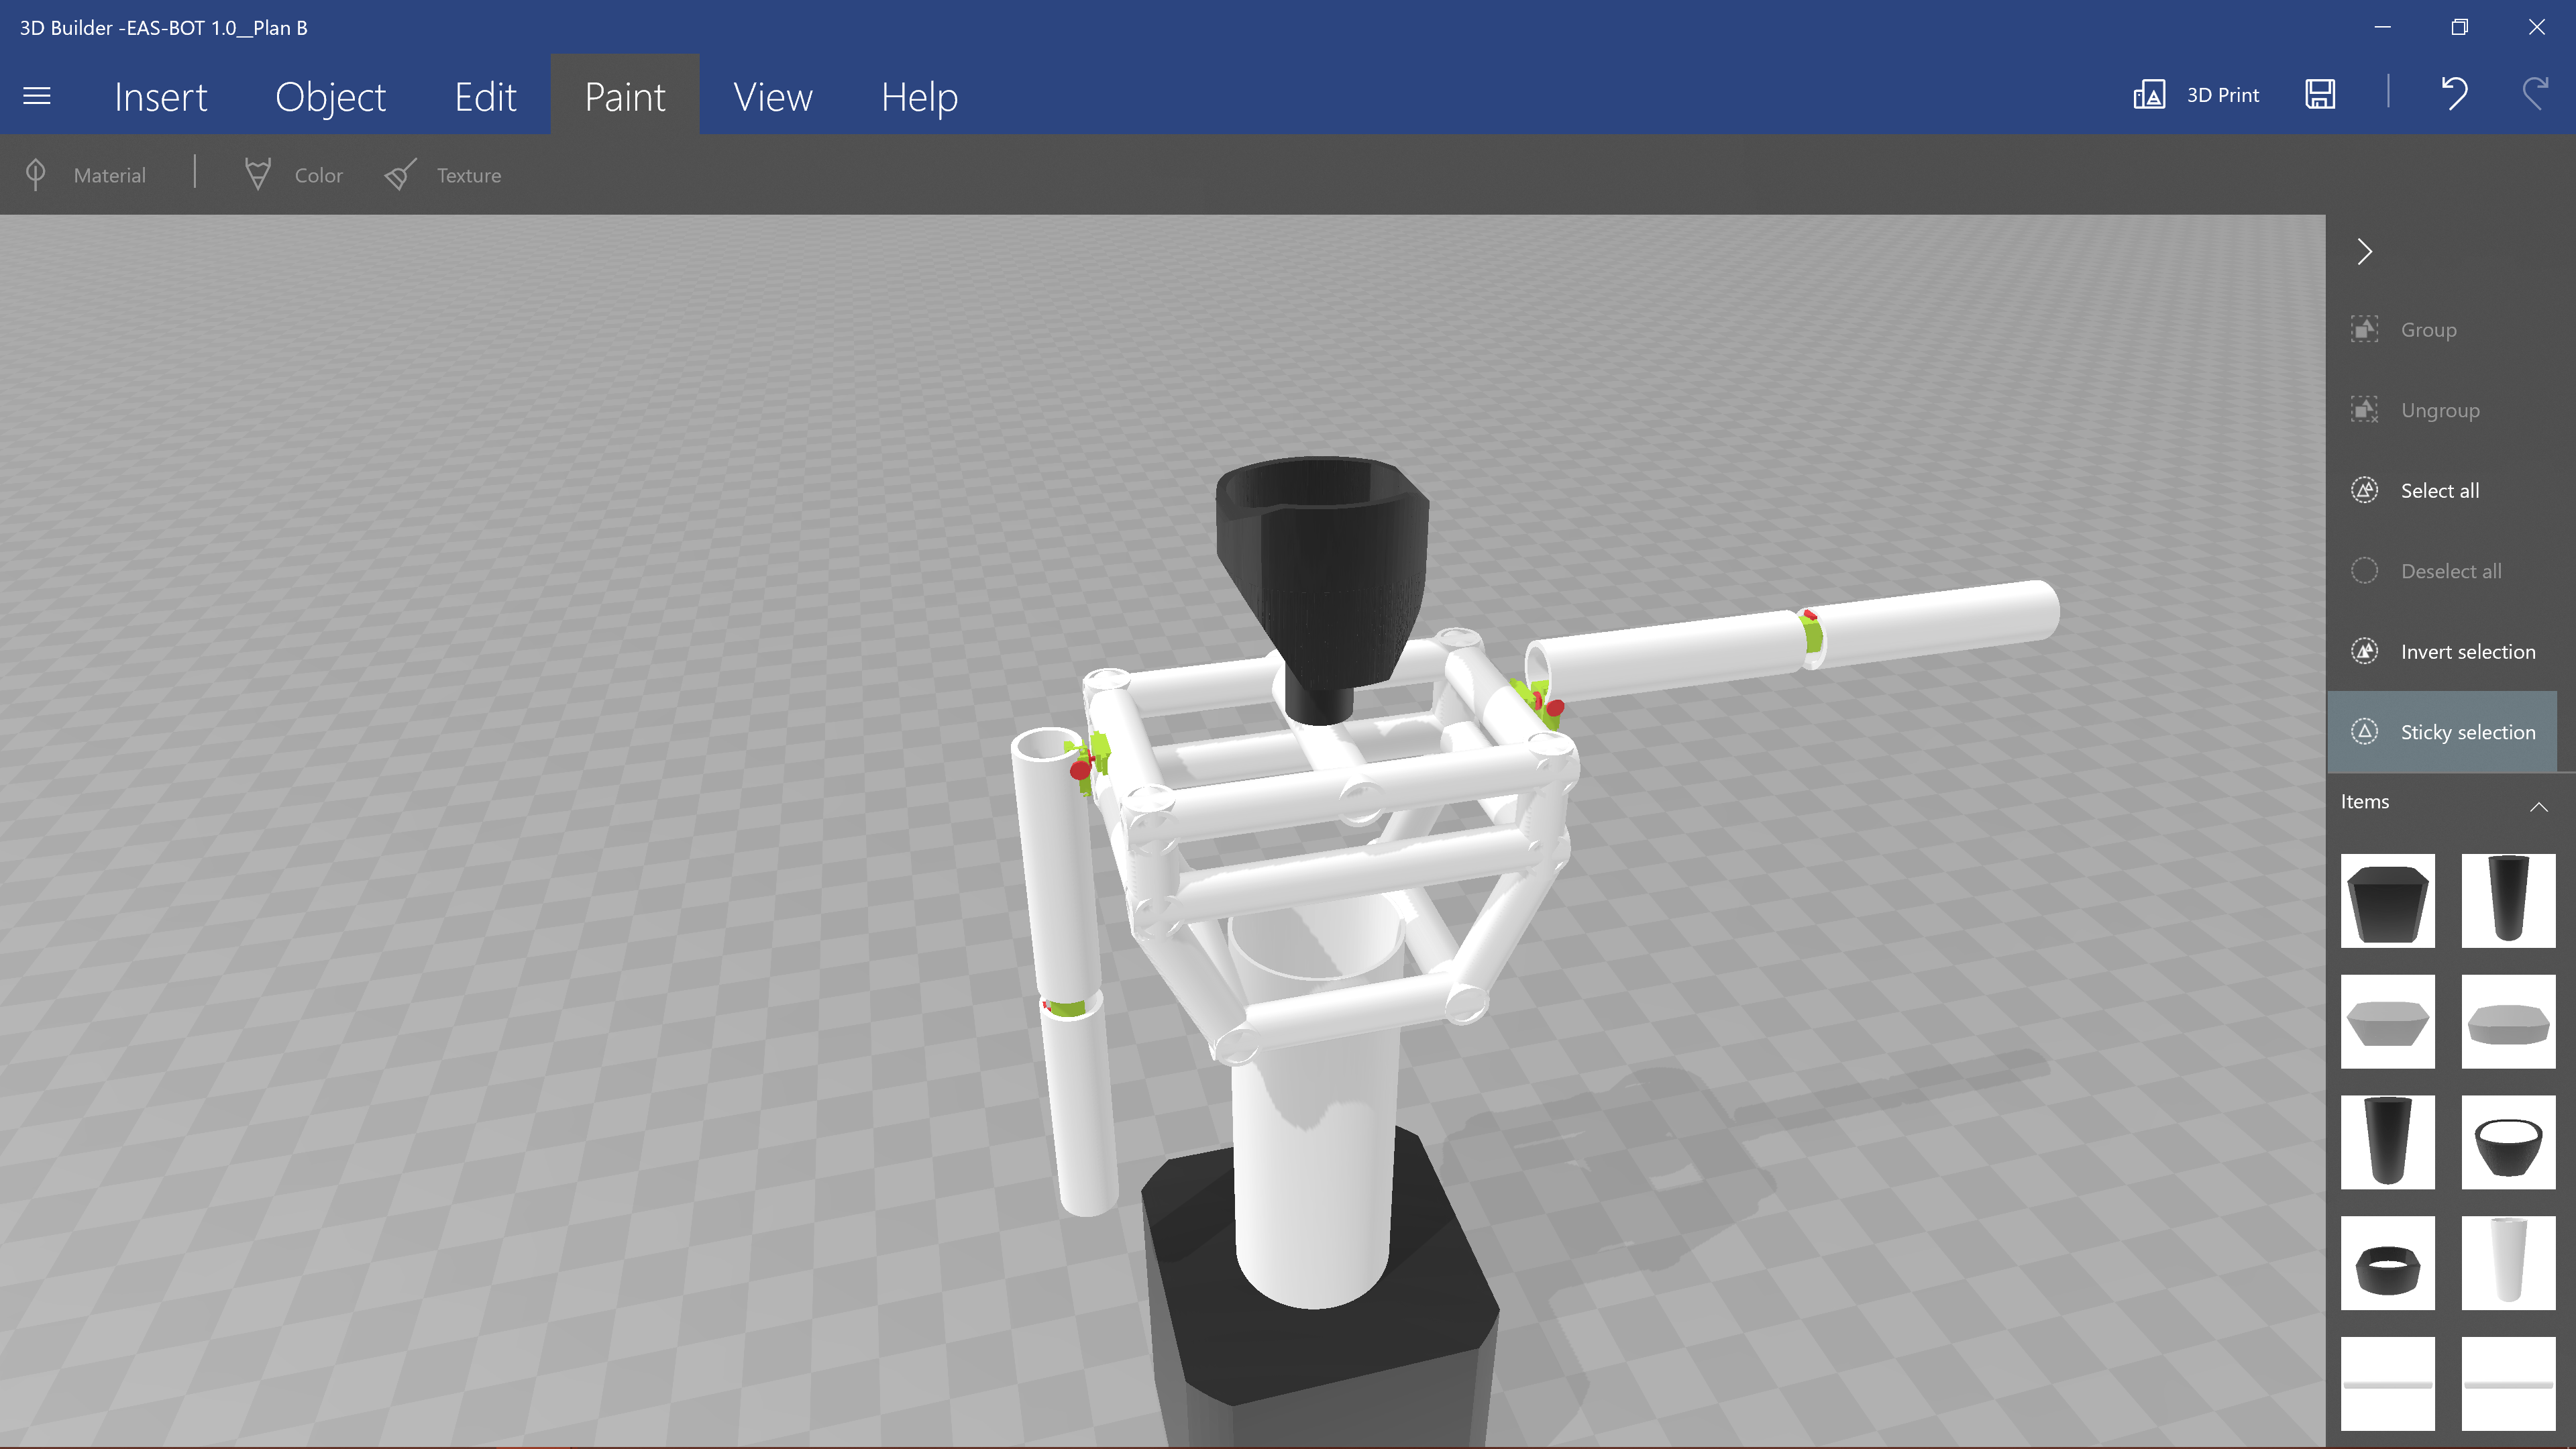 3D Builder -EAS-BOT 1.0__Plan B
Insert Object Edit Paint View Help
3D Print
Material Color Texture
Group
Ungroup
Select all
Deselect all
Invert selection
Sticky selection
Items